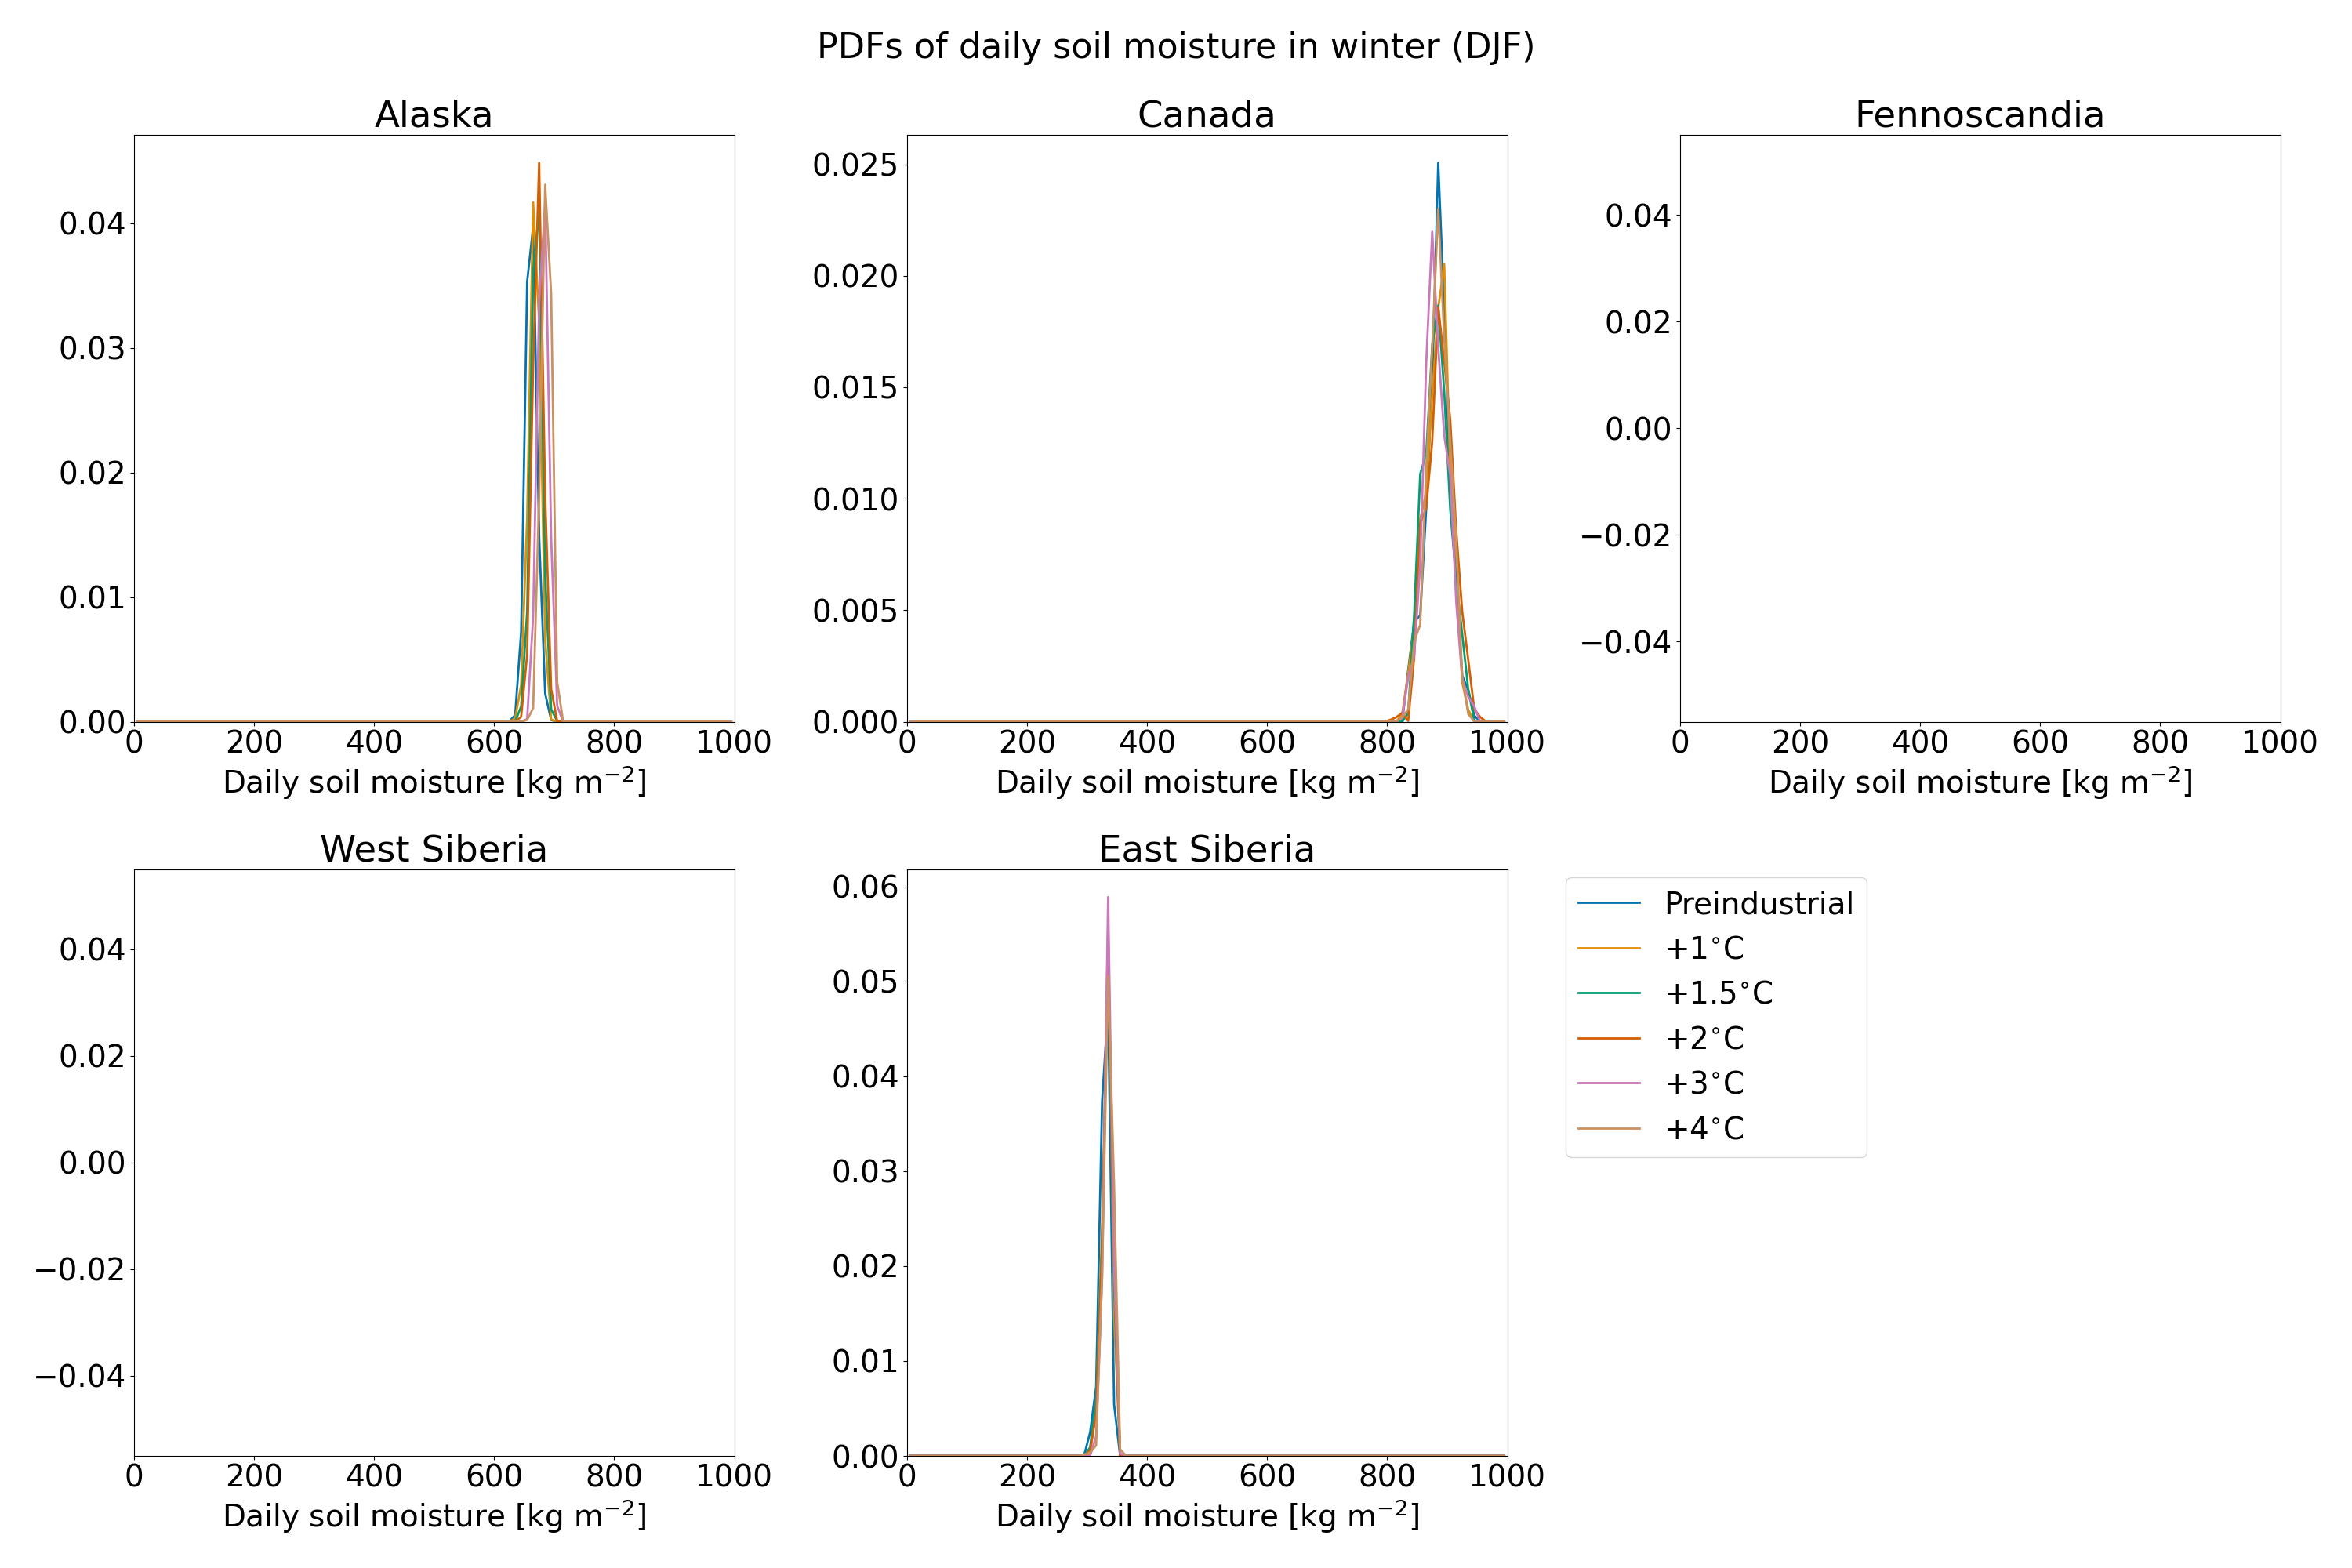 PDFs of daily soil moisture in winter (DJF)
Alaska
0.04
0.03
0.02
0.01
0.00
0 200 400 600 800 1000
Daily soil moisture [kg m⁻²]
Canada
0.025
0.020
0.015
0.010
0.005
0.000
0 200 400 600 800 1000
Daily soil moisture [kg m⁻²]
Fennoscandia
0.04
0.02
0.00
−0.02
−0.04
0 200 400 600 800 1000
Daily soil moisture [kg m⁻²]
West Siberia
0.04
0.02
0.00
−0.02
−0.04
0 200 400 600 800 1000
Daily soil moisture [kg m⁻²]
East Siberia
0.06
0.05
0.04
0.03
0.02
0.01
0.00
0 200 400 600 800 1000
Daily soil moisture [kg m⁻²]
Preindustrial
+1°C
+1.5°C
+2°C
+3°C
+4°C